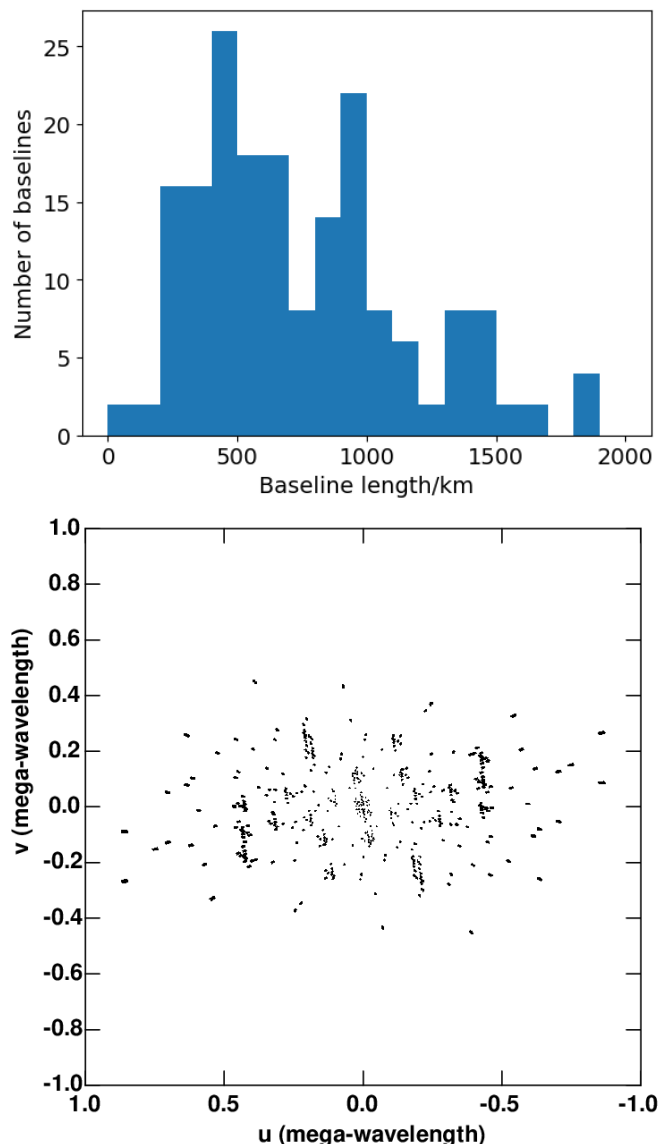 25
20
15
10
5
0
Number of baselines
0 500 1000 1500 2000
Baseline length/km
1.0
0.8
0.6
0.4
0.2
0.0
-0.2
-0.4
-0.6
-0.8
-1.0
v (mega-wavelength)
1.0 0.5 0.0 -0.5 -1.0
u (mega-wavelength)